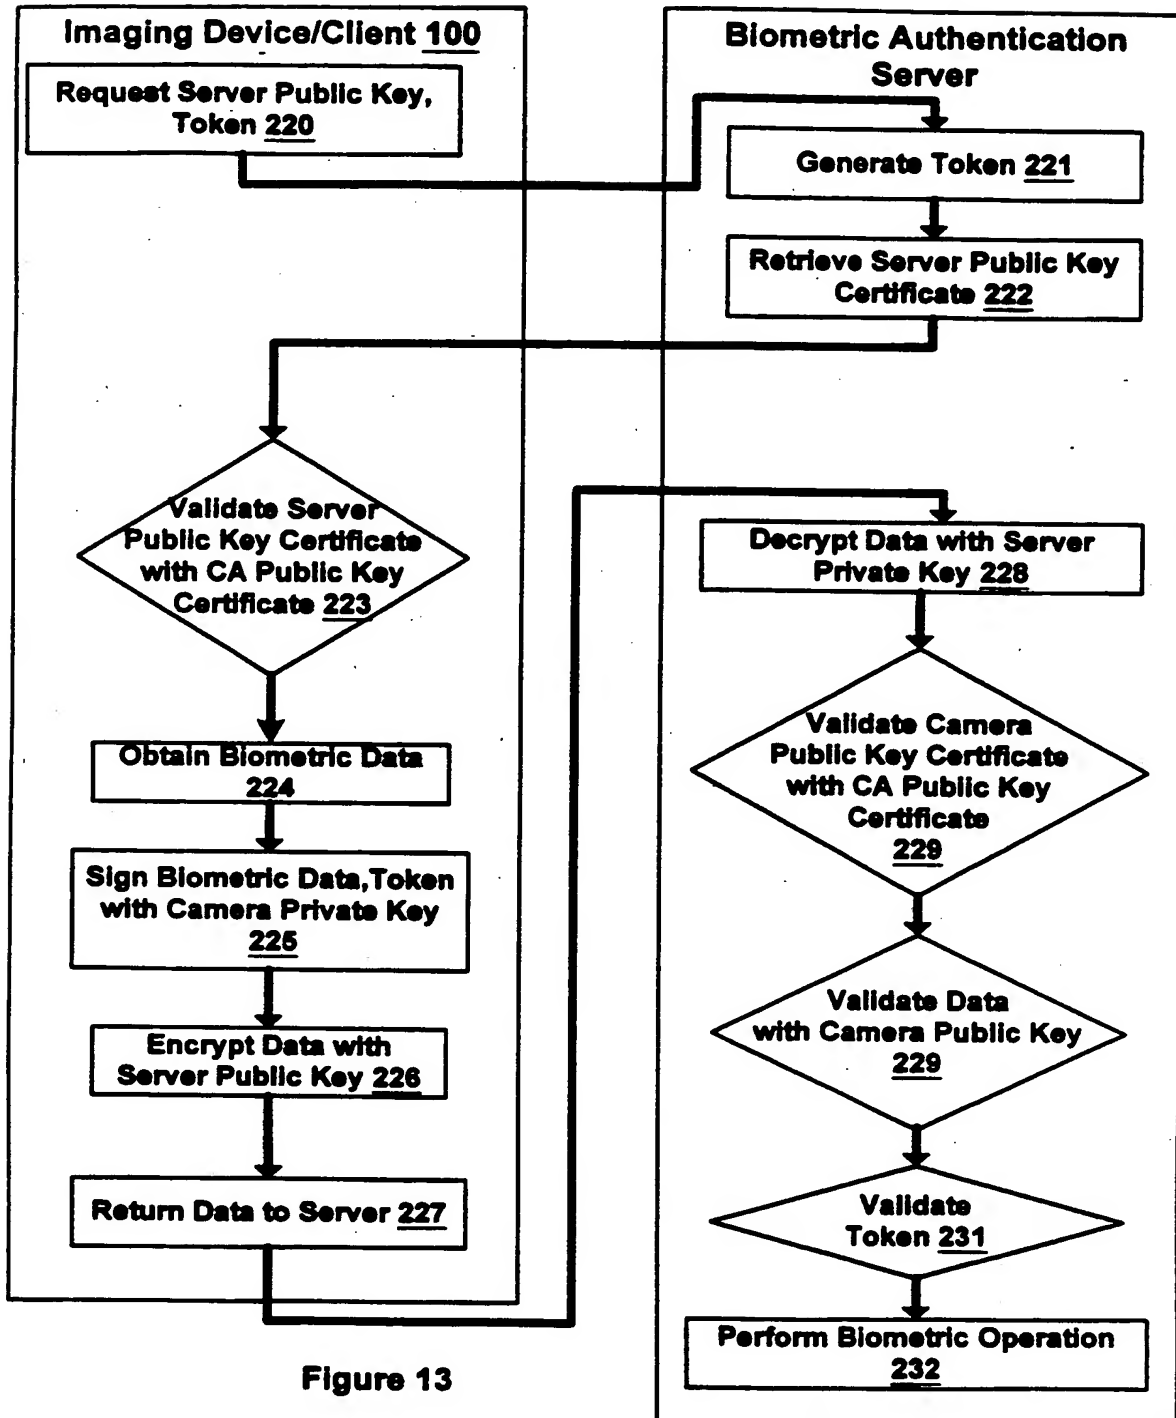 Imaging Device/Client 100
Request Server Public Key,
Token 220
Biometric Authentication
Server
Generate Token 221
Retrieve Server Public Key
Certificate 222
Validate Server
Public Key Certificate
with CA Public Key
Certificate 223
Obtain Biometric Data
224
Sign Biometric Data,Token
with Camera Private Key
225
Encrypt Data with
Server Public Key 226
Return Data to Server 227
Decrypt Data with Server
Private Key 228
Validate Camera
Public Key Certificate
with CA Public Key
Certificate
229
Validate Data
with Camera Public Key
229
Validate
Token 231
Perform Biometric Operation
232
Figure 13